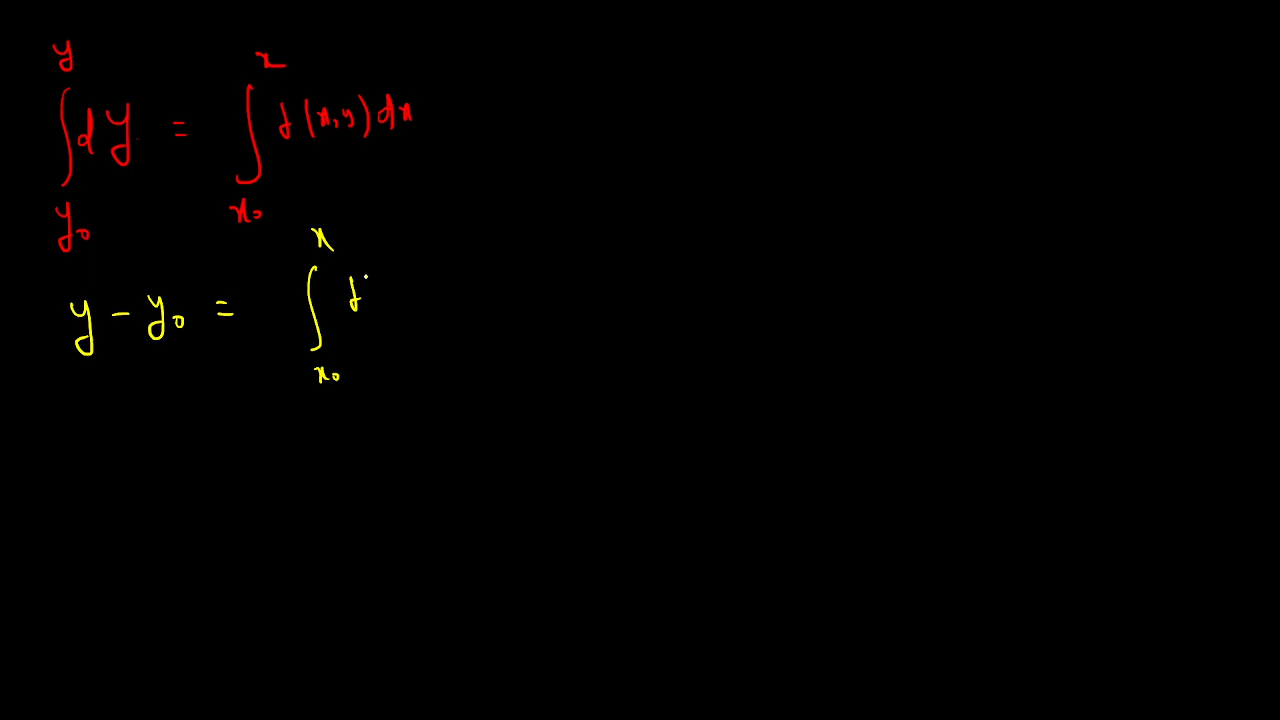 ∫_{y₀}^{y} dy = ∫_{x₀}^{x} f(x,y)dx
y - y₀ = ∫_{x₀}^{x} f